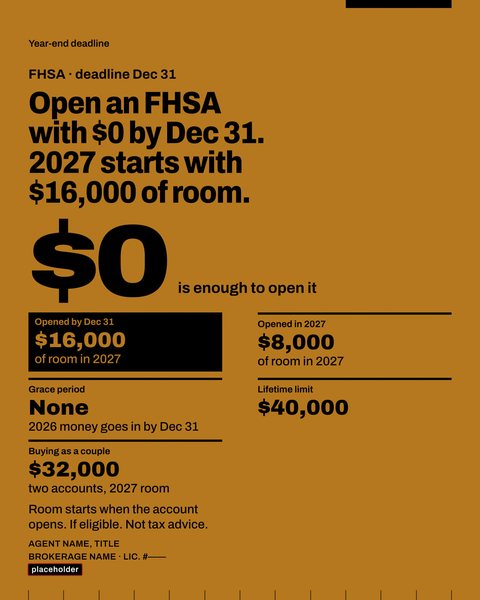 Year-end deadline
FHSA · deadline Dec 31
Open an FHSA
with $0 by Dec 31.
2027 starts with
$16,000 of room.
$0 is enough to open it
Opened by Dec 31
$16,000
of room in 2027
Opened in 2027
$8,000
of room in 2027
Grace period
None
2026 money goes in by Dec 31
Lifetime limit
$40,000
Buying as a couple
$32,000
two accounts, 2027 room
Room starts when the account
opens. If eligible. Not tax advice.
AGENT NAME, TITLE
BROKERAGE NAME · LIC. #——
placeholder